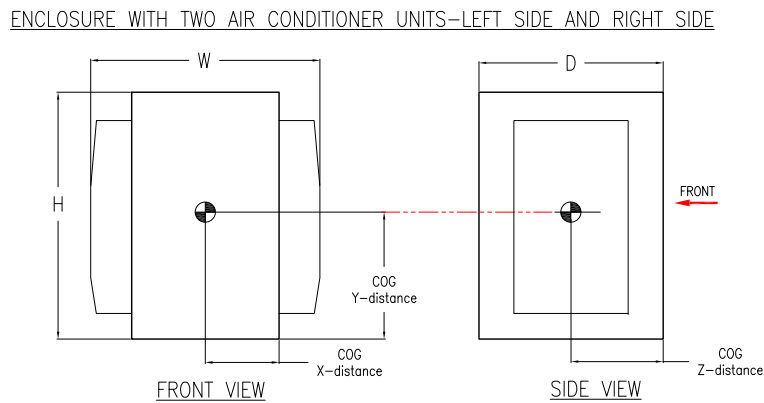 ENCLOSURE WITH TWO AIR CONDITIONER UNITS-LEFT SIDE AND RIGHT SIDE
W
D
H
FRONT
COG
Y-distance
COG
X-distance
COG
Z-distance
FRONT VIEW
SIDE VIEW